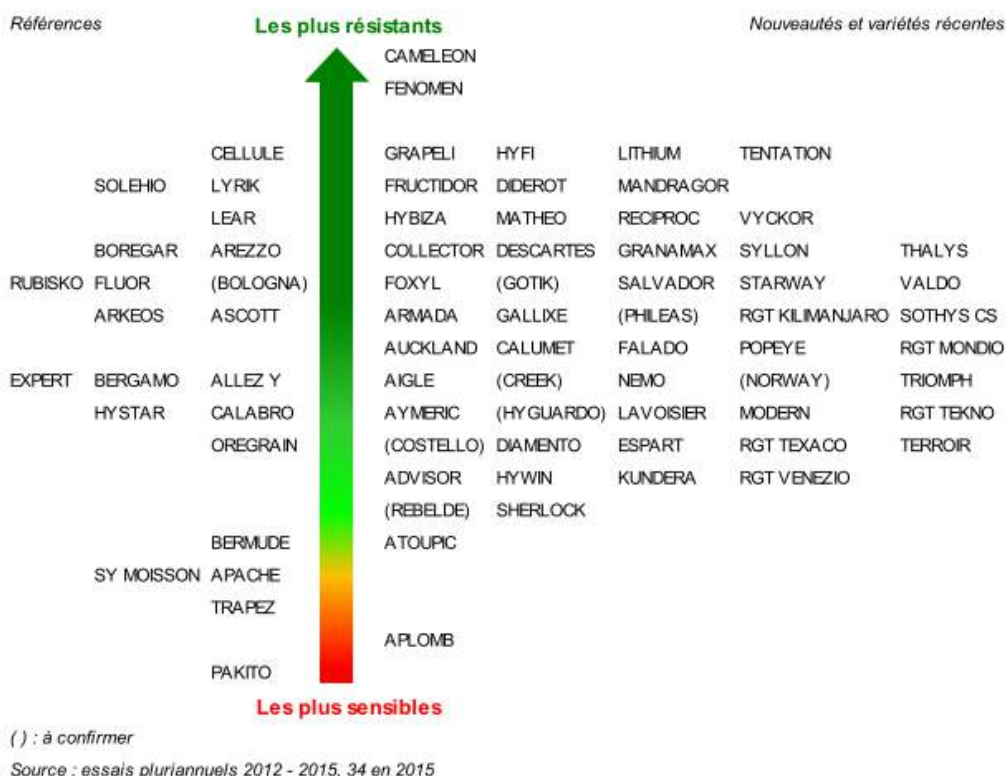 Références Les plus résistants Nouveautés et variétés récentes
CAMELEON
FENOMEN
CELLULE GRAPELI HYFI LITHIUM TENTATION
SOLEHIO LYRIK FRUCTIDOR DIDEROT MANDRAGOR
LEAR HYBIZA MATHEO RECIPROC VYCKOR
BOREGAR AREZZO COLLECTOR DESCARTES GRANAMAX SYLLON THALYS
RUBISKO FLUOR (BOLOGNA) FOXYL (GOTIK) SALVADOR STARWAY VALDO
ARKEOS ASCOTT ARMADA GALLIXE (PHILEAS) RGT KILIMANJARO SOTHYS CS
AUCKLAND CALUMET FALADO POPEYE RGT MONDIO
EXPERT BERGAMO ALLEZ Y AIGLE (CREEK) NEMO (NORWAY) TRIOMPH
HYSTAR CALABRO AYMERIC (HYGUARDO) LAVOISIER MODERN RGT TEKNO
OREGRAIN (COSTELLO) DIAMENTO ESPART RGT TEXACO TERROIR
ADVISOR HYWIN KUNDERA RGT VENEZIO
(REBELDE) SHERLOCK
BERMUDE ATOUPIC
SY MOISSON APACHE
TRAPEZ
APLOMB
PAKITO
Les plus sensibles
( ) : à confirmer
Source : essais pluriannuels 2012 - 2015, 34 en 2015